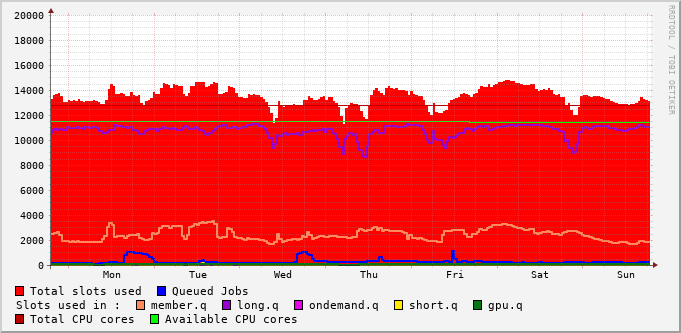 RRDTOOL / TOBI OETIKER
20000
18000
16000
14000
12000
10000
8000
6000
4000
2000
0
Mon Tue Wed Thu Fri Sat Sun
Total slots used Queued Jobs
Slots used in : member.q long.q ondemand.q short.q gpu.q
Total CPU cores Available CPU cores